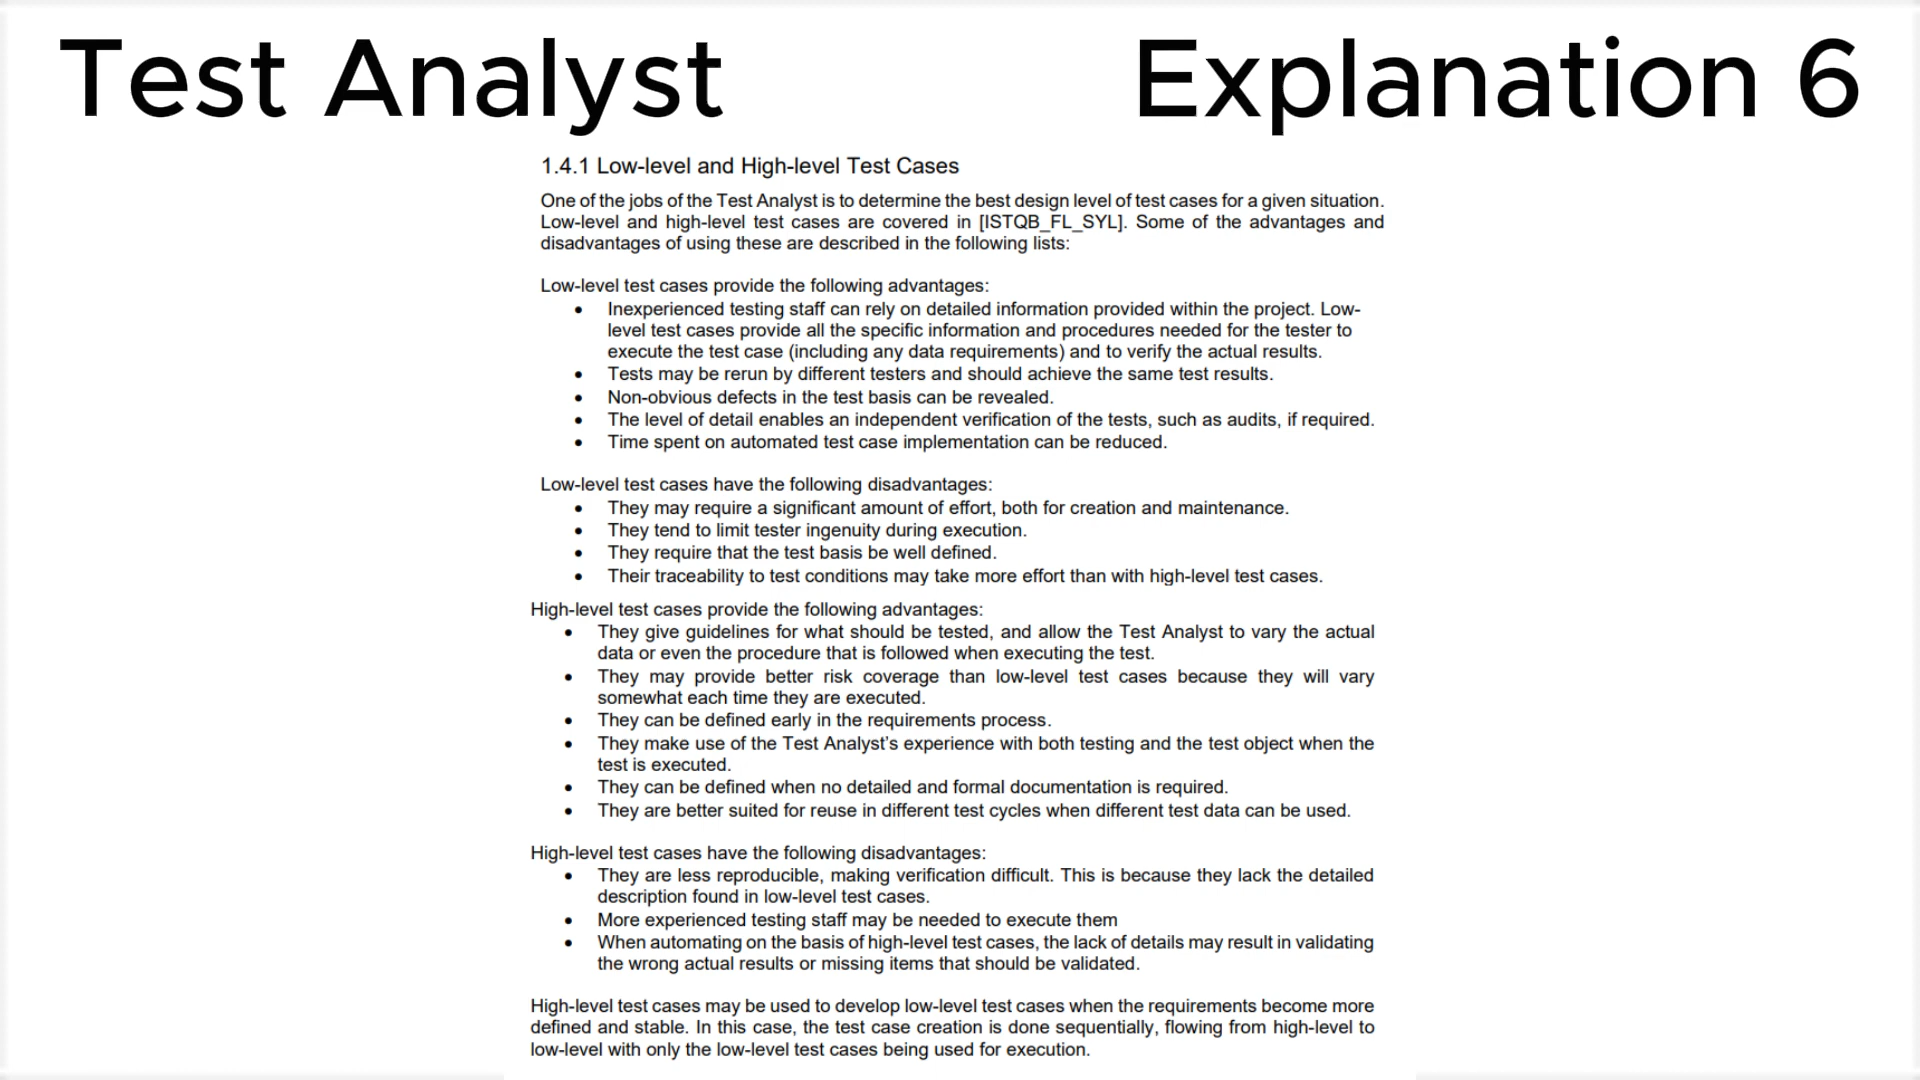 Test Analyst Explanation 6
1.4.1 Low-level and High-level Test Cases
One of the jobs of the Test Analyst is to determine the best design level of test cases for a given situation.
Low-level and high-level test cases are covered in [ISTQB_FL_SYL]. Some of the advantages and
disadvantages of using these are described in the following lists:
Low-level test cases provide the following advantages:
• Inexperienced testing staff can rely on detailed information provided within the project. Low-
level test cases provide all the specific information and procedures needed for the tester to
execute the test case (including any data requirements) and to verify the actual results.
• Tests may be rerun by different testers and should achieve the same test results.
• Non-obvious defects in the test basis can be revealed.
• The level of detail enables an independent verification of the tests, such as audits, if required.
• Time spent on automated test case implementation can be reduced.
Low-level test cases have the following disadvantages:
• They may require a significant amount of effort, both for creation and maintenance.
• They tend to limit tester ingenuity during execution.
• They require that the test basis be well defined.
• Their traceability to test conditions may take more effort than with high-level test cases.
High-level test cases provide the following advantages:
• They give guidelines for what should be tested, and allow the Test Analyst to vary the actual
data or even the procedure that is followed when executing the test.
• They may provide better risk coverage than low-level test cases because they will vary
somewhat each time they are executed.
• They can be defined early in the requirements process.
• They make use of the Test Analyst's experience with both testing and the test object when the
test is executed.
• They can be defined when no detailed and formal documentation is required.
• They are better suited for reuse in different test cycles when different test data can be used.
High-level test cases have the following disadvantages:
• They are less reproducible, making verification difficult. This is because they lack the detailed
description found in low-level test cases.
• More experienced testing staff may be needed to execute them
• When automating on the basis of high-level test cases, the lack of details may result in validating
the wrong actual results or missing items that should be validated.
High-level test cases may be used to develop low-level test cases when the requirements become more
defined and stable. In this case, the test case creation is done sequentially, flowing from high-level to
low-level with only the low-level test cases being used for execution.